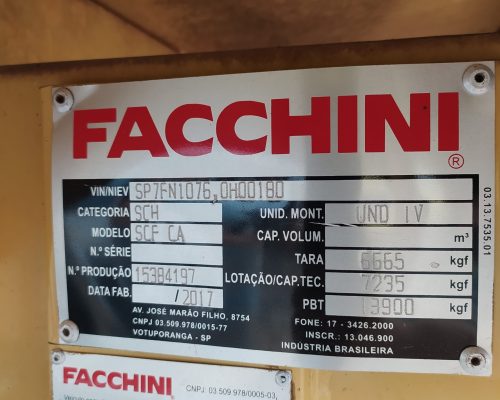 FACCHINI
®
VIN/NIEV SP7FN1076,0H00180
CATEGORIA SCH
MODELO SCF CA
N.º SÉRIE
N.º PRODUÇÃO 15384197
DATA FAB. /2017
UNID. MONT. UND IV
CAP. VOLUM. m³
TARA 6665 kgf
LOTAÇÃO/CAP.TEC. 7235 kgf
PBT 13900 kgf
AV. JOSÉ MARÃO FILHO, 8754
CNPJ 03.509.978/0015-77
VOTUPORANGA - SP
FONE: 17 - 3426.2000
INSCR.: 13.046.900
INDÚSTRIA BRASILEIRA
03.13.7535.01
FACCHINI CNPJ: 03.509.978/0005-03,